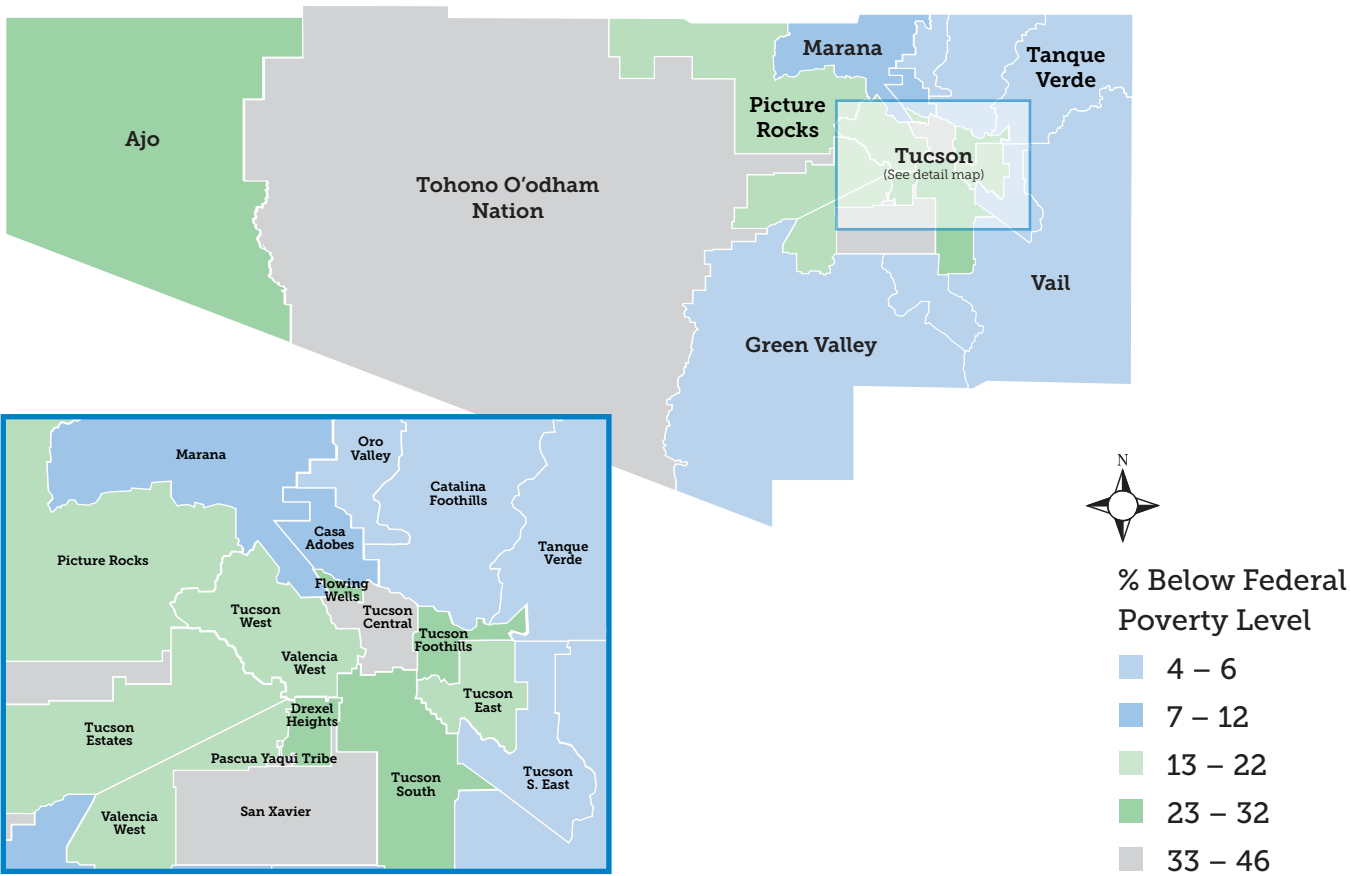 Marana
Tanque
Verde
Picture
Rocks
Ajo
Tucson
(See detail map)
Tohono O'odham
Nation
Vail
Green Valley
Marana
Oro
Valley
Catalina
Foothills
Casa
Adobes
Tanque
Verde
Picture Rocks
Flowing
Wells
Tucson
West
Tucson
Central
Tucson
Foothills
Valencia
West
Tucson
East
Drexel
Heights
Tucson
Estates
Pascua Yaqui Tribe
Tucson
South
Tucson
S. East
San Xavier
Valencia
West
N
% Below Federal
Poverty Level
4 – 6
7 – 12
13 – 22
23 – 32
33 – 46